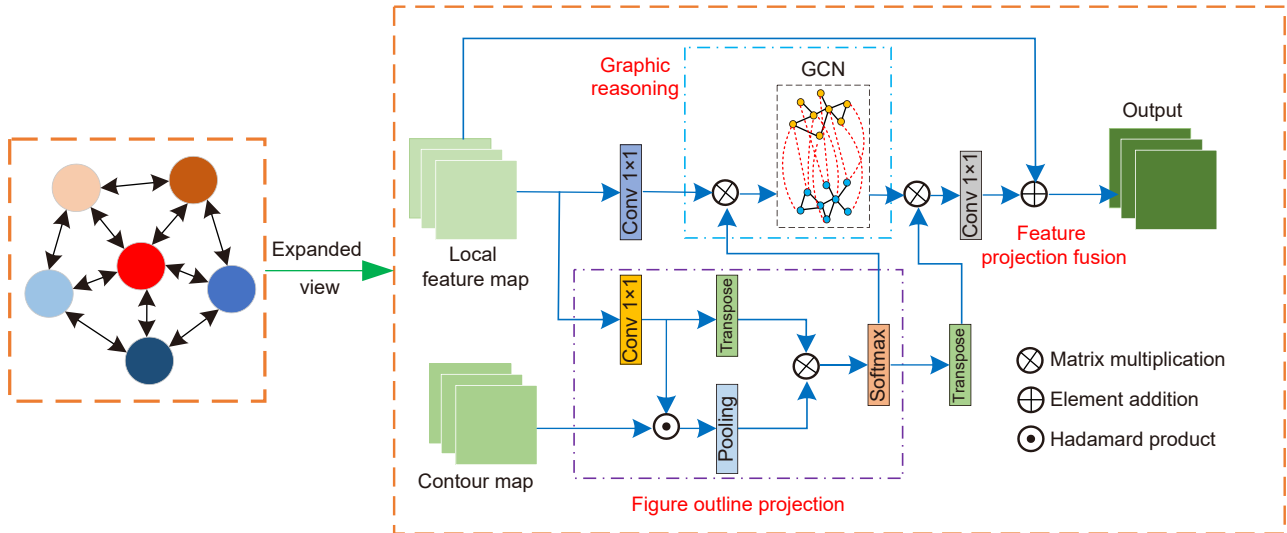 Expanded
view
Graphic
reasoning
GCN
Output
Local
feature map
Conv 1×1
Conv 1×1
Feature
projection fusion
Conv 1×1
Transpose
Softmax
Transpose
Pooling
Contour map
Figure outline projection
Matrix multiplication
Element addition
Hadamard product